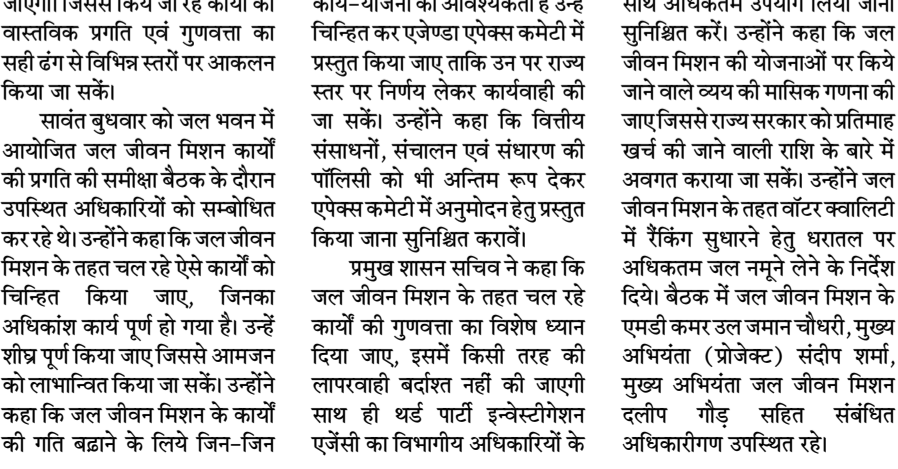 जाएगी। जिससे किये जा रहे कार्यों की
वास्तविक प्रगति एवं गुणवत्ता का
सही ढंग से विभिन्न स्तरों पर आकलन
किया जा सकें।
सावंत बुधवार को जल भवन में
आयोजित जल जीवन मिशन कार्यों
की प्रगति की समीक्षा बैठक के दौरान
उपस्थित अधिकारियों को सम्बोधित
कर रहे थे। उन्होंने कहा कि जल जीवन
मिशन के तहत चल रहे ऐसे कार्यों को
चिन्हित किया जाए, जिनका
अधिकांश कार्य पूर्ण हो गया है। उन्हें
शीघ्र पूर्ण किया जाए जिससे आमजन
को लाभान्वित किया जा सकें। उन्होंने
कहा कि जल जीवन मिशन के कार्यों
की गति बढ़ाने के लिये जिन-जिन
कार्य-योजना की आवश्यकता है उन्हें
चिन्हित कर एजेण्डा एपेक्स कमेटी में
प्रस्तुत किया जाए ताकि उन पर राज्य
स्तर पर निर्णय लेकर कार्यवाही की
जा सकें। उन्होंने कहा कि वित्तीय
संसाधनों, संचालन एवं संधारण की
पॉलिसी को भी अन्तिम रूप देकर
एपेक्स कमेटी में अनुमोदन हेतु प्रस्तुत
किया जाना सुनिश्चित करावें।
प्रमुख शासन सचिव ने कहा कि
जल जीवन मिशन के तहत चल रहे
कार्यों की गुणवत्ता का विशेष ध्यान
दिया जाए, इसमें किसी तरह की
लापरवाही बर्दाश्त नहीं की जाएगी
साथ ही थर्ड पार्टी इन्वेस्टीगेशन
एजेंसी का विभागीय अधिकारियों के
साथ अधिकतम उपयोग लिया जाना
सुनिश्चित करें। उन्होंने कहा कि जल
जीवन मिशन की योजनाओं पर किये
जाने वाले व्यय की मासिक गणना की
जाए जिससे राज्य सरकार को प्रतिमाह
खर्च की जाने वाली राशि के बारे में
अवगत कराया जा सकें। उन्होंने जल
जीवन मिशन के तहत वॉटर क्वालिटी
में रैंकिंग सुधारने हेतु धरातल पर
अधिकतम जल नमूने लेने के निर्देश
दिये। बैठक में जल जीवन मिशन के
एमडी कमर उल जमान चौधरी, मुख्य
अभियंता (प्रोजेक्ट) संदीप शर्मा,
मुख्य अभियंता जल जीवन मिशन
दलीप गौड़ सहित संबंधित
अधिकारीगण उपस्थित रहे।